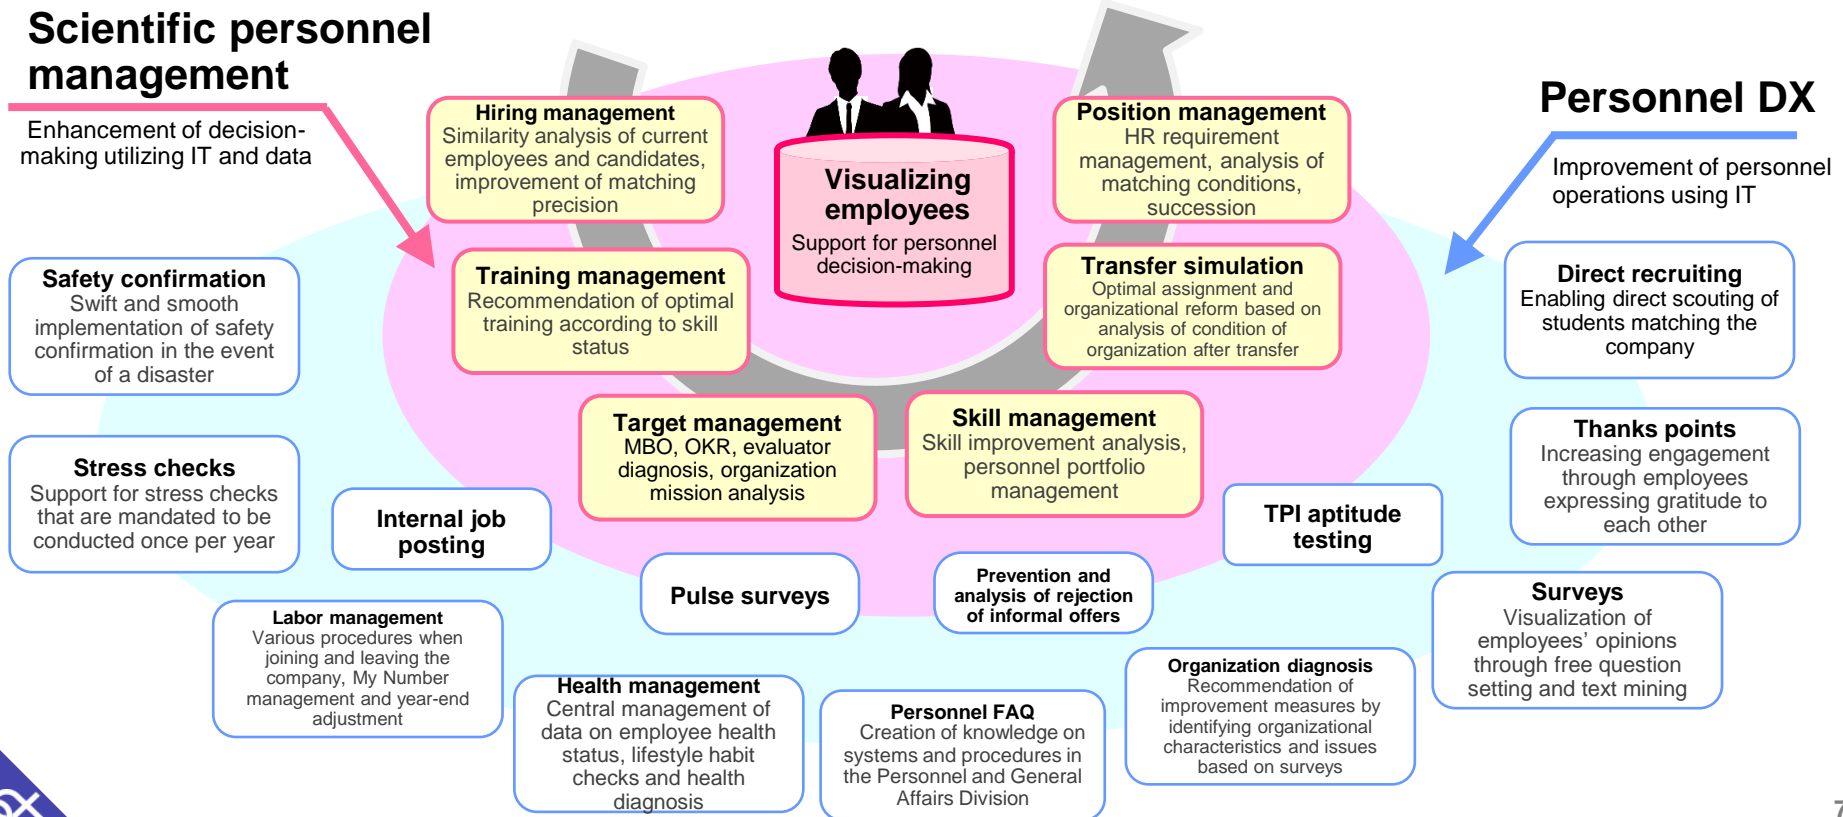 Scientific personnel
management
Enhancement of decision-
making utilizing IT and data
Hiring management
Similarity analysis of current
employees and candidates,
improvement of matching
precision
Visualizing
employees
Support for personnel
decision-making
Position management
HR requirement
management, analysis of
matching conditions,
succession
Personnel DX
Improvement of personnel
operations using IT
Safety confirmation
Swift and smooth
implementation of safety
confirmation in the event
of a disaster
Training management
Recommendation of optimal
training according to skill
status
Transfer simulation
Optimal assignment and
organizational reform based on
analysis of condition of
organization after transfer
Direct recruiting
Enabling direct scouting of
students matching the
company
Stress checks
Support for stress checks
that are mandated to be
conducted once per year
Target management
MBO, OKR, evaluator
diagnosis, organization
mission analysis
Skill management
Skill improvement analysis,
personnel portfolio
management
Thanks points
Increasing engagement
through employees
expressing gratitude to
each other
Internal job
posting
Pulse surveys
Prevention and
analysis of rejection
of informal offers
TPI aptitude
testing
Surveys
Visualization of
employees’ opinions
through free question
setting and text mining
Labor management
Various procedures when
joining and leaving the
company, My Number
management and year-end
adjustment
Health management
Central management of
data on employee health
status, lifestyle habit
checks and health
diagnosis
Personnel FAQ
Creation of knowledge on
systems and procedures in
the Personnel and General
Affairs Division
Organization diagnosis
Recommendation of
improvement measures by
identifying organizational
characteristics and issues
based on surveys
7